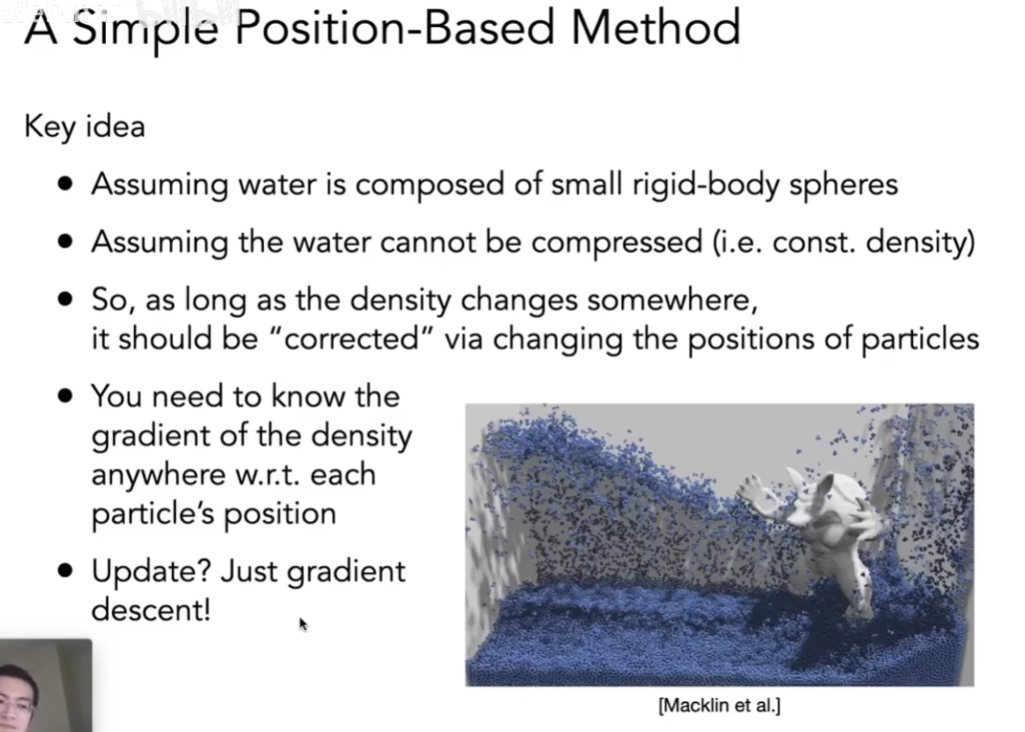 A Simple Position-Based Method
Key idea
● Assuming water is composed of small rigid-body spheres
● Assuming the water cannot be compressed (i.e. const. density)
● So, as long as the density changes somewhere,
it should be “corrected” via changing the positions of particles
● You need to know the
gradient of the density
anywhere w.r.t. each
particle’s position
● Update? Just gradient
descent!
[Macklin et al.]